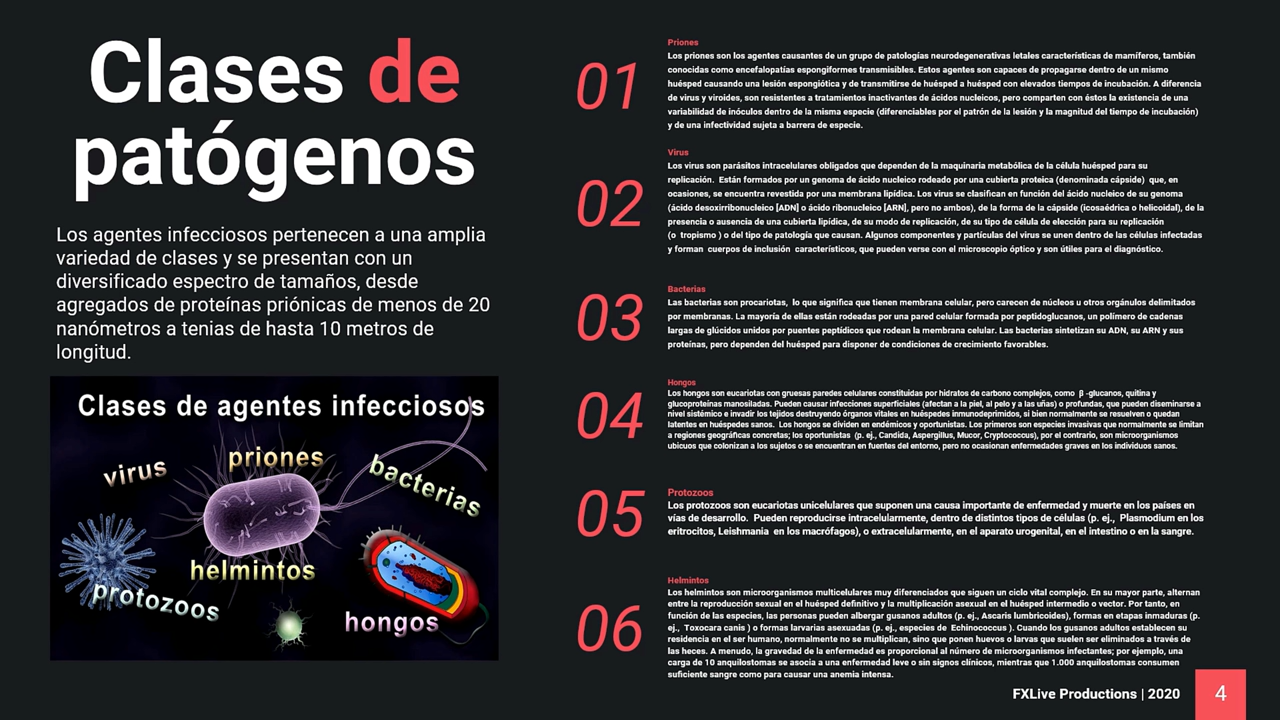 Clases de
patógenos
Los agentes infecciosos pertenecen a una amplia
variedad de clases y se presentan con un
diversificado espectro de tamaños, desde
agregados de proteínas priónicas de menos de 20
nanómetros a tenias de hasta 10 metros de
longitud.
Clases de agentes infecciosos
virus
priones
bacterias
helmintos
protozoos
hongos
01
Priones
Los priones son los agentes causantes de un grupo de patologías neurodegenerativas letales características de mamíferos, también
conocidas como encefalopatías espongiformes transmisibles. Estos agentes son capaces de propagarse dentro de un mismo
huésped causando una lesión espongiótica y de transmitirse de huésped a huésped con elevados tiempos de incubación. A diferencia
de virus y viroides, son resistentes a tratamientos inactivantes de ácidos nucleicos, pero comparten con éstos la existencia de una
variabilidad de inóculos dentro de la misma especie (diferenciables por el patrón de la lesión y la magnitud del tiempo de incubación)
y de una infectividad sujeta a barrera de especie.
02
Virus
Los virus son parásitos intracelulares obligados que dependen de la maquinaria metabólica de la célula huésped para su
replicación. Están formados por un genoma de ácido nucleico rodeado por una cubierta proteica (denominada cápside) que, en
ocasiones, se encuentra revestida por una membrana lipídica. Los virus se clasifican en función del ácido nucleico de su genoma
(ácido desoxirribonucleico [ADN] o ácido ribonucleico [ARN], pero no ambos), de la forma de la cápside (icosaédrica o helicoidal), de la
presencia o ausencia de una cubierta lipídica, de su modo de replicación, de su tipo de célula de elección para su replicación
(o tropismo ) o del tipo de patología que causan. Algunos componentes y partículas del virus se unen dentro de las células infectadas
y forman cuerpos de inclusión característicos, que pueden verse con el microscopio óptico y son útiles para el diagnóstico.
03
Bacterias
Las bacterias son procariotas, lo que significa que tienen membrana celular, pero carecen de núcleos u otros orgánulos delimitados
por membranas. La mayoría de ellas están rodeadas por una pared celular formada por peptidoglucanos, un polímero de cadenas
largas de glúcidos unidos por puentes peptídicos que rodean la membrana celular. Las bacterias sintetizan su ADN, su ARN y sus
proteínas, pero dependen del huésped para disponer de condiciones de crecimiento favorables.
04
Hongos
Los hongos son eucariotas con gruesas paredes celulares constituidas por hidratos de carbono complejos, como β -glucanos, quitina y
glucoproteínas manosiladas. Pueden causar infecciones superficiales (afectan a la piel, al pelo y a las uñas) o profundas, que pueden diseminarse a
nivel sistémico e invadir los tejidos destruyendo órganos vitales en huéspedes inmunodeprimidos, si bien normalmente se resuelven o quedan
latentes en huéspedes sanos. Los hongos se dividen en endémicos y oportunistas. Los primeros son especies invasivas que normalmente se limitan
a regiones geográficas concretas; los oportunistas (p. ej., Candida, Aspergillus, Mucor, Cryptococcus), por el contrario, son microorganismos
ubicuos que colonizan a los sujetos o se encuentran en fuentes del entorno, pero no ocasionan enfermedades graves en los individuos sanos.
05
Protozoos
Los protozoos son eucariotas unicelulares que suponen una causa importante de enfermedad y muerte en los países en
vías de desarrollo. Pueden reproducirse intracelularmente, dentro de distintos tipos de células (p. ej., Plasmodium en los
eritrocitos, Leishmania en los macrófagos), o extracelularmente, en el aparato urogenital, en el intestino o en la sangre.
06
Helmintos
Los helmintos son microorganismos multicelulares muy diferenciados que siguen un ciclo vital complejo. En su mayor parte, alternan
entre la reproducción sexual en el huésped definitivo y la multiplicación asexual en el huésped intermedio o vector. Por tanto, en
función de las especies, las personas pueden albergar gusanos adultos (p. ej., Ascaris lumbricoides), formas en etapas inmaduras (p.
ej., Toxocara canis ) o formas larvarias asexuadas (p. ej., especies de Echinococcus ). Cuando los gusanos adultos establecen su
residencia en el ser humano, normalmente no se multiplican, sino que ponen huevos o larvas que suelen ser eliminados a través de
las heces. A menudo, la gravedad de la enfermedad es proporcional al número de microorganismos infectantes; por ejemplo, una
carga de 10 anquilostomas se asocia a una enfermedad leve o sin signos clínicos, mientras que 1.000 anquilostomas consumen
suficiente sangre como para causar una anemia intensa.
FXLive Productions | 2020
4